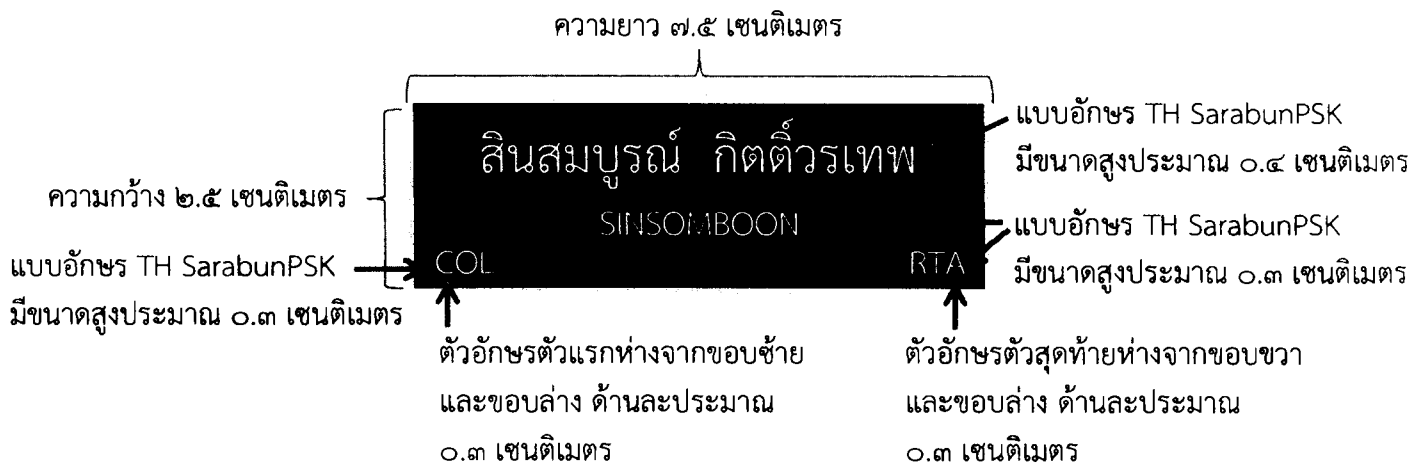 ความยาว ๗.๕ เซนติเมตร
สินสมบูรณ์ กิตติ์วรเทพ
SINSOMBOON
COL
RTA
ความกว้าง ๒.๕ เซนติเมตร
แบบอักษร TH SarabunPSK
มีขนาดสูงประมาณ ๐.๔ เซนติเมตร
แบบอักษร TH SarabunPSK
มีขนาดสูงประมาณ ๐.๓ เซนติเมตร
แบบอักษร TH SarabunPSK
มีขนาดสูงประมาณ ๐.๓ เซนติเมตร
ตัวอักษรตัวแรกห่างจากขอบซ้าย
และขอบล่าง ด้านละประมาณ
๐.๓ เซนติเมตร
ตัวอักษรตัวสุดท้ายห่างจากขอบขวา
และขอบล่าง ด้านละประมาณ
๐.๓ เซนติเมตร